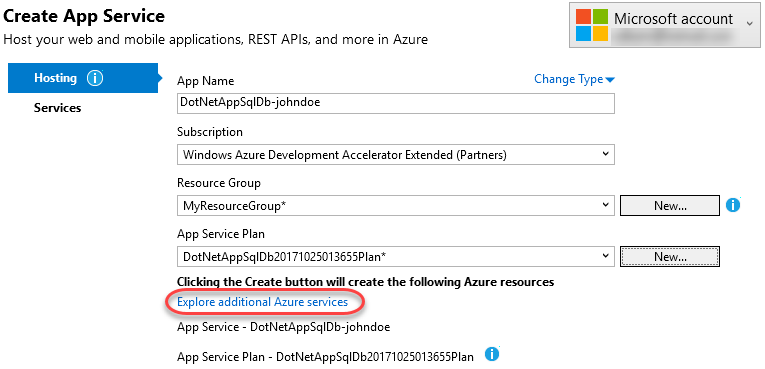 Create App Service
Host your web and mobile applications, REST APIs, and more in Azure
Microsoft account
Hosting
Services
App Name
Change Type
DotNetAppSqlDb-johndoe
Subscription
Windows Azure Development Accelerator Extended (Partners)
Resource Group
MyResourceGroup*
New...
App Service Plan
DotNetAppSqlDb20171025013655Plan*
New...
Clicking the Create button will create the following Azure resources
Explore additional Azure services
App Service - DotNetAppSqlDb-johndoe
App Service Plan - DotNetAppSqlDb20171025013655Plan